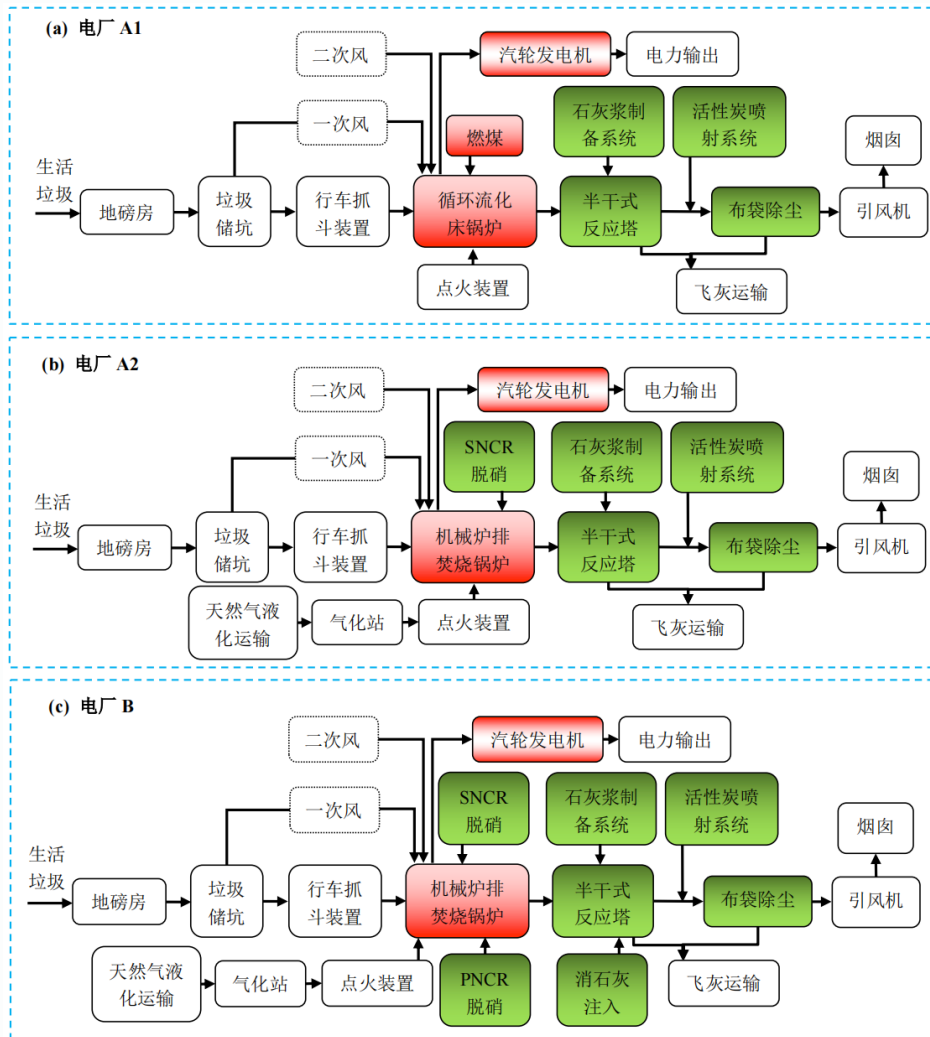 (a) 电厂 A1
二次风
汽轮发电机
电力输出
一次风
燃煤
石灰浆制
备系统
活性炭喷
射系统
烟囱
生活
垃圾
地磅房
垃圾
储坑
行车抓
斗装置
循环流化
床锅炉
半干式
反应塔
布袋除尘
引风机
点火装置
飞灰运输
(b) 电厂 A2
二次风
汽轮发电机
电力输出
一次风
SNCR
脱硝
石灰浆制
备系统
活性炭喷
射系统
烟囱
生活
垃圾
地磅房
垃圾
储坑
行车抓
斗装置
机械炉排
焚烧锅炉
半干式
反应塔
布袋除尘
引风机
天然气液
化运输
气化站
点火装置
飞灰运输
(c) 电厂 B
二次风
汽轮发电机
电力输出
一次风
SNCR
脱硝
石灰浆制
备系统
活性炭喷
射系统
烟囱
生活
垃圾
地磅房
垃圾
储坑
行车抓
斗装置
机械炉排
焚烧锅炉
半干式
反应塔
布袋除尘
引风机
天然气液
化运输
气化站
点火装置
PNCR
脱硝
消石灰
注入
飞灰运输